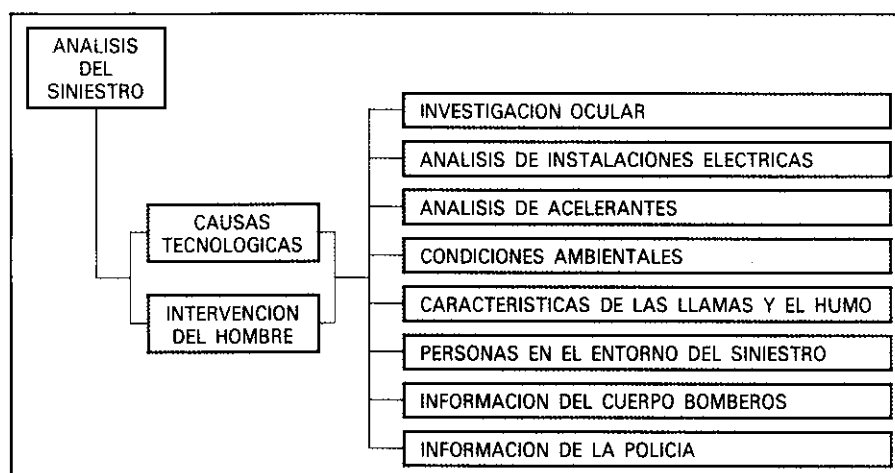 ANALISIS
DEL
SINIESTRO
CAUSAS
TECNOLOGICAS
INTERVENCION
DEL HOMBRE
INVESTIGACION OCULAR
ANALISIS DE INSTALACIONES ELECTRICAS
ANALISIS DE ACELERANTES
CONDICIONES AMBIENTALES
CARACTERISTICAS DE LAS LLAMAS Y EL HUMO
PERSONAS EN EL ENTORNO DEL SINIESTRO
INFORMACION DEL CUERPO BOMBEROS
INFORMACION DE LA POLICIA